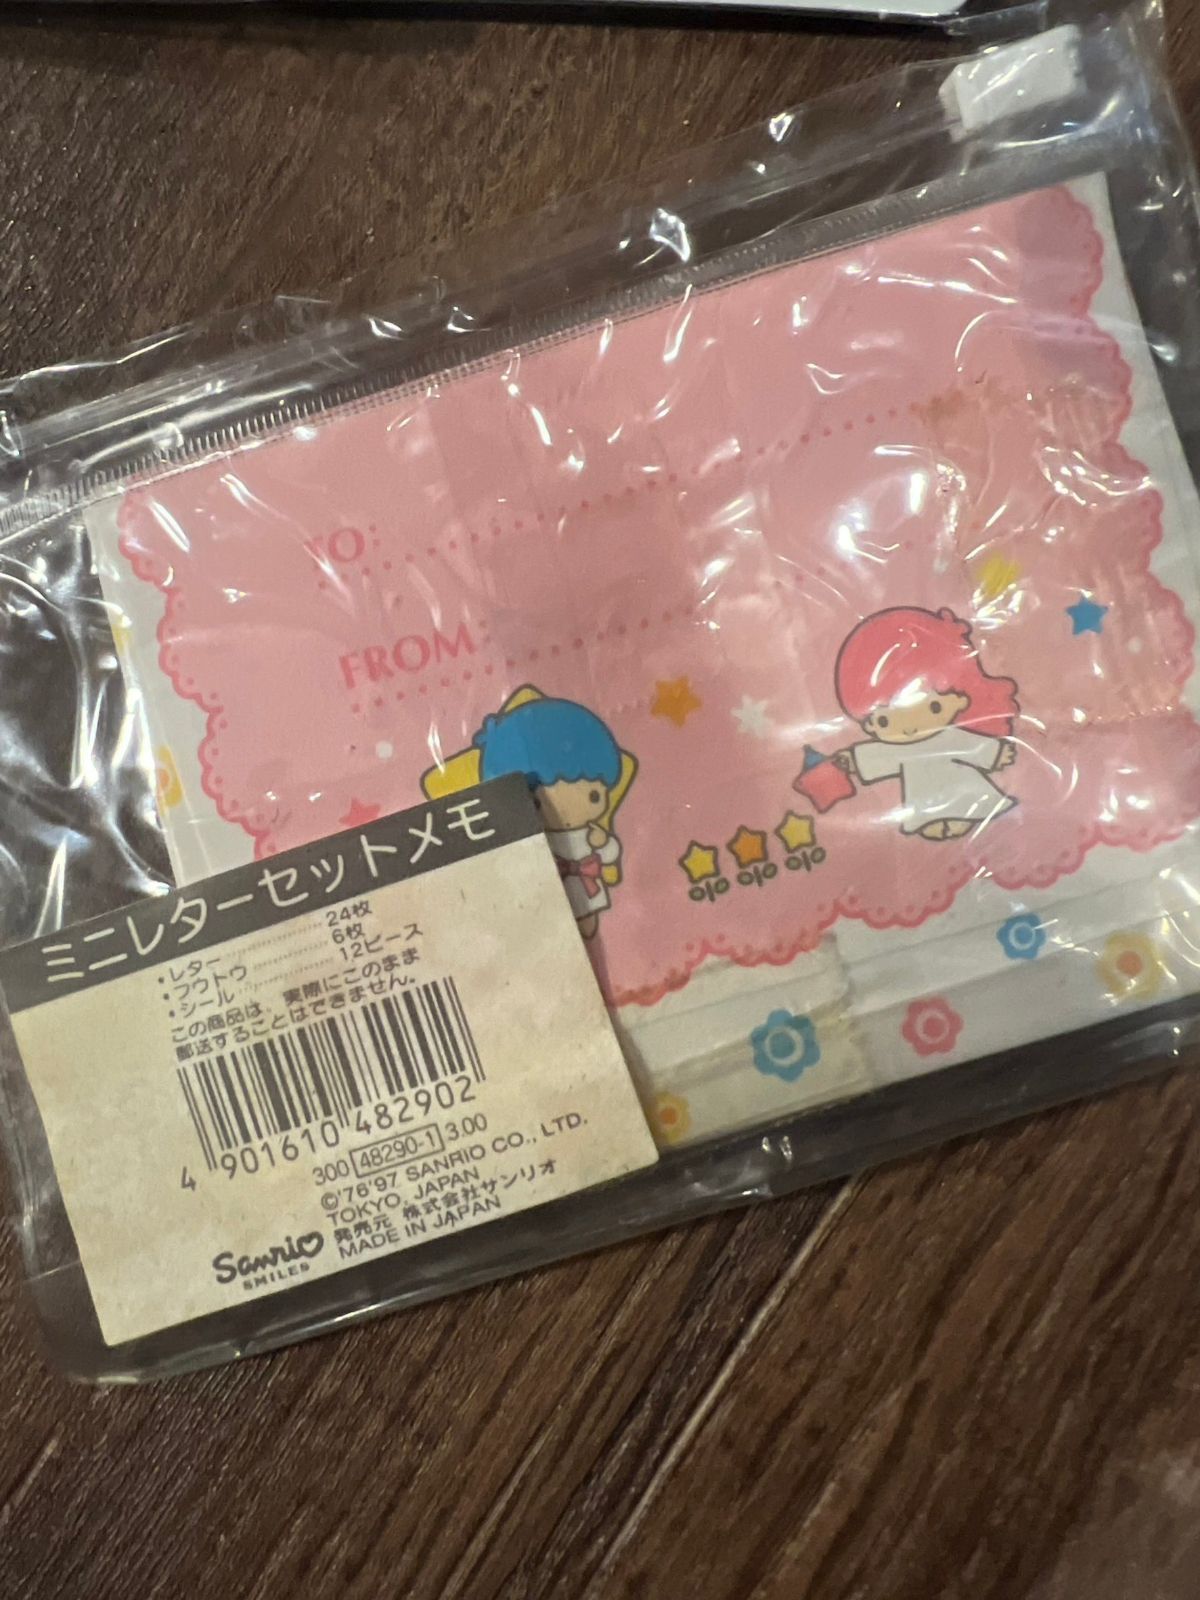 TO:
FROM:
ミニレターセットメモ
・レター…………24枚
・フウトウ…………6枚
・シール…………12ピース
この商品は、実際にこのまま
郵送することはできません。
4 901610 482902
300 48290-1 3.00
©'76'97 SANRIO CO., LTD.
TOKYO, JAPAN
発売元 株式会社サンリオ
MADE IN JAPAN
Sanrio
SMILES